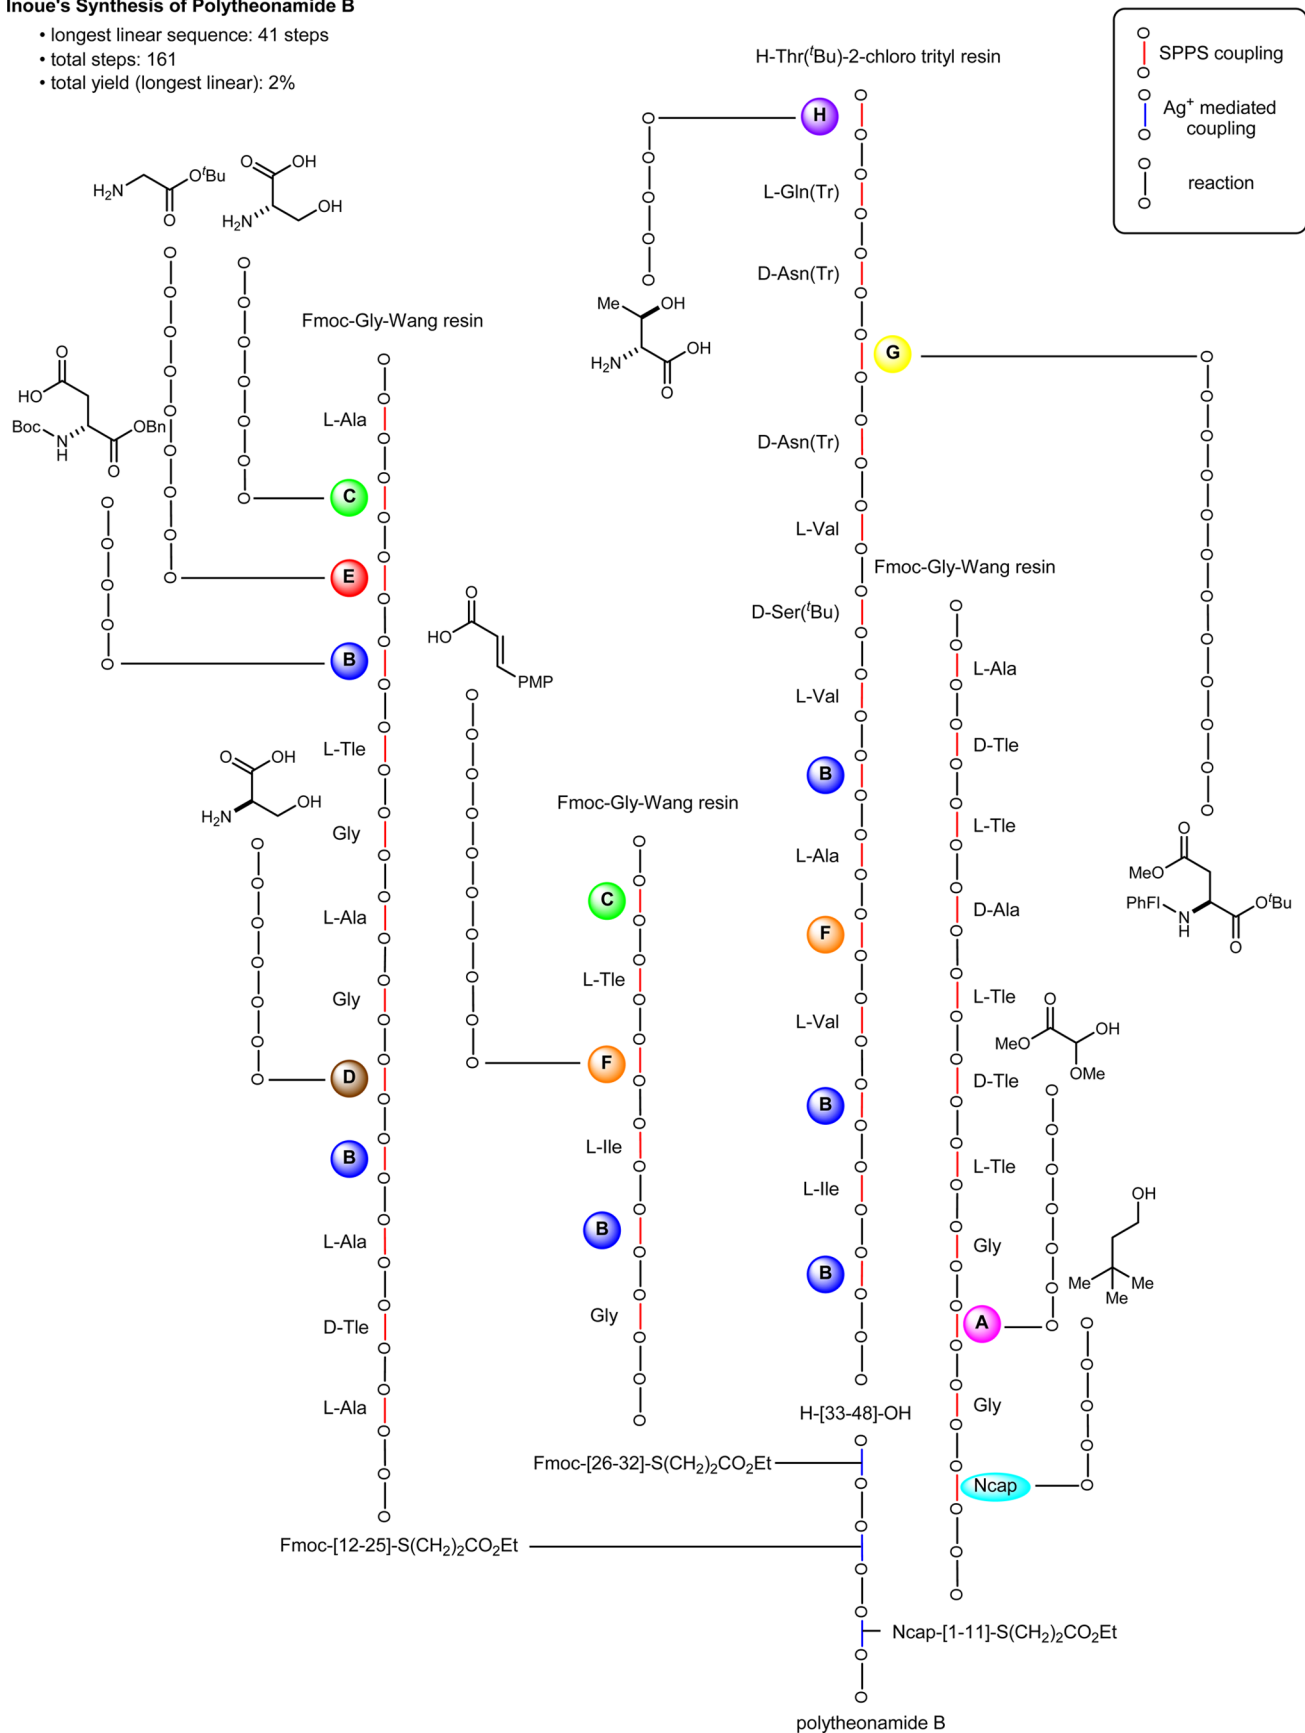 Inoue's Synthesis of Polytheonamide B
• longest linear sequence: 41 steps
• total steps: 161
• total yield (longest linear): 2%
SPPS coupling
Ag⁺ mediated
coupling
reaction
H-Thr(ᵗBu)-2-chloro trityl resin
H
L-Gln(Tr)
D-Asn(Tr)
G
D-Asn(Tr)
L-Val
D-Ser(ᵗBu)
L-Val
B
L-Ala
F
L-Val
B
L-Ile
B
H-[33-48]-OH
Me
OH
H₂N
OH
O
H₂N
OᵗBu
O
O
OH
H₂N
OH
O
HO
Boc
N
H
OBn
O
Fmoc-Gly-Wang resin
L-Ala
C
E
B
L-Tle
Gly
L-Ala
Gly
D
B
L-Ala
D-Tle
L-Ala
Fmoc-[12-25]-S(CH₂)₂CO₂Et
O
OH
H₂N
OH
O
HO
PMP
Fmoc-Gly-Wang resin
C
L-Tle
F
L-Ile
B
Gly
Fmoc-[26-32]-S(CH₂)₂CO₂Et
Fmoc-Gly-Wang resin
L-Ala
D-Tle
L-Tle
D-Ala
L-Tle
D-Tle
L-Tle
Gly
A
Gly
Ncap
Ncap-[1-11]-S(CH₂)₂CO₂Et
O
MeO
PhFl
N
H
OᵗBu
O
O
MeO
OH
OMe
OH
Me
Me
Me
polytheonamide B